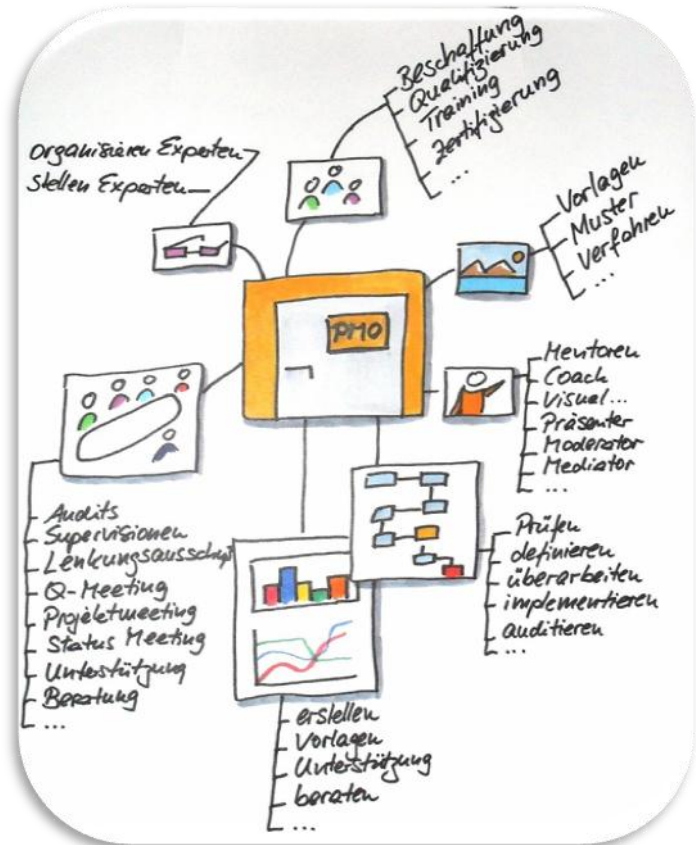 Beschaffung
Qualifizierung
Training
Zertifizierung
...
organisieren Experten
stellen Experten
Vorlagen
Muster
Verfahren
...
PMO
Mentoren
Coach
Visual...
Präsenter
Moderator
Mediator
...
Audits
Supervisionen
Lenkungsausschuß
Q-Meeting
Projektmeeting
Status Meeting
Unterstützung
Beratung
...
Prüfen
definieren
überarbeiten
implementieren
auditieren
...
erstellen
Vorlagen
Unterstützung
beraten
...